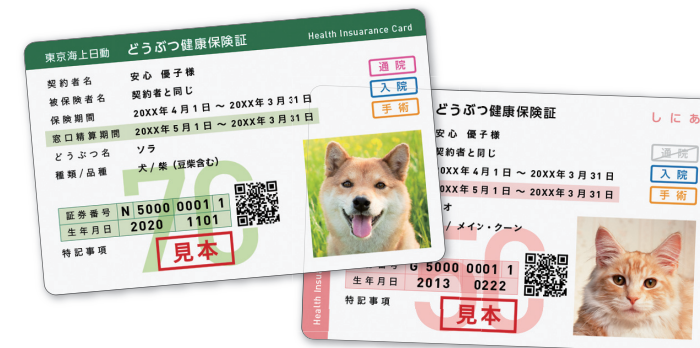 東京海上日動 どうぶつ健康保険証 Health Insuarance Card
契約者名 安心 優子様
被保険者名 契約者と同じ
保険期間 20XX年4月1日 ～ 20XX年3月31日
窓口精算期間 20XX年5月1日 ～ 20XX年3月31日
どうぶつ名 ソラ
種類/品種 犬/柴（豆柴含む）
通院
入院
手術
70
証券番号 N 5000 0001 1
生年月日 2020 1101
特記事項
見本
どうぶつ健康保険証
しにあ
安心 優子様
契約者と同じ
0XX年4月1日 ～ 20XX年3月31日
0XX年5月1日 ～ 20XX年3月31日
オ
/ メイン・クーン
通院
入院
手術
50
番号 G 5000 0001 1
生年月日 2013 0222
特記事項
見本
Health Insu